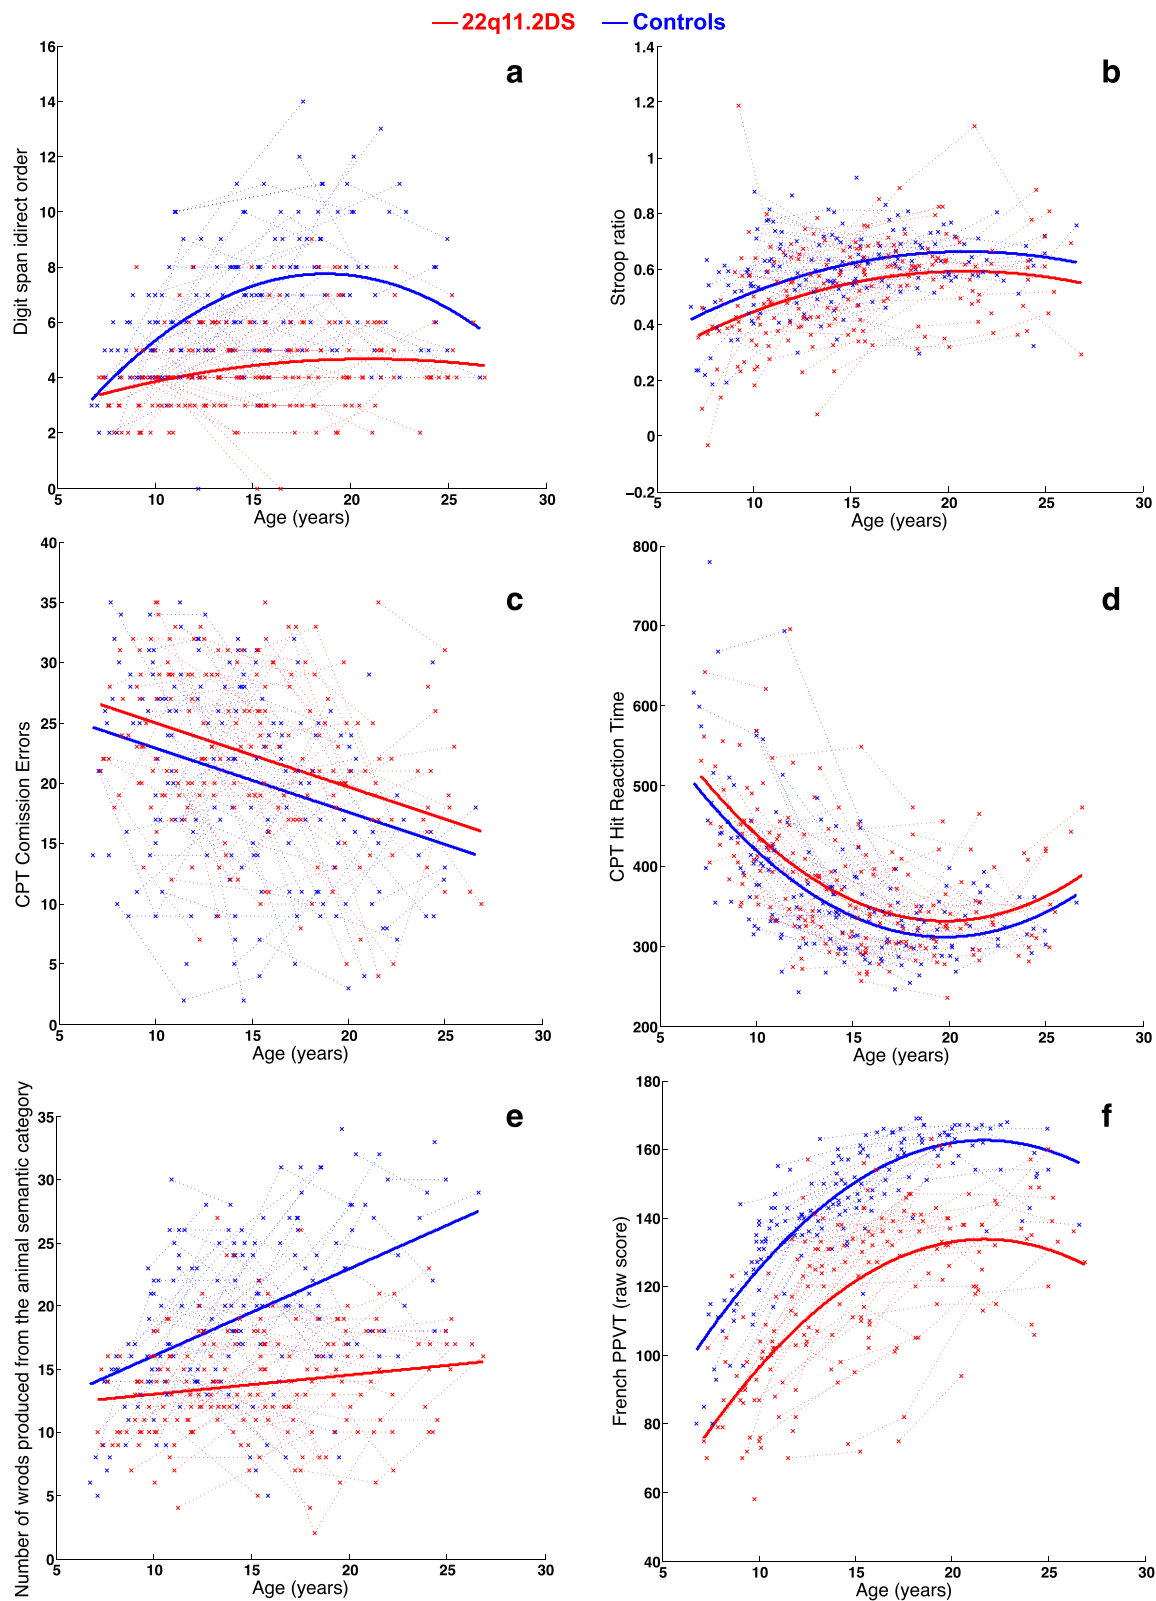 22q11.2DS Controls
a
Digit span idirect order
16
14
12
10
8
6
4
2
0
5 10 15 20 25 30
Age (years)
b
Stroop ratio
1.4
1.2
1
0.8
0.6
0.4
0.2
0
−0.2
5 10 15 20 25 30
Age (years)
c
CPT Comission Errors
40
35
30
25
20
15
10
5
0
5 10 15 20 25 30
Age (years)
d
CPT Hit Reaction Time
800
700
600
500
400
300
200
5 10 15 20 25 30
Age (years)
e
Number of wrods produced from the animal semantic category
35
30
25
20
15
10
5
0
5 10 15 20 25 30
Age (years)
f
French PPVT (raw score)
180
160
140
120
100
80
60
40
5 10 15 20 25 30
Age (years)